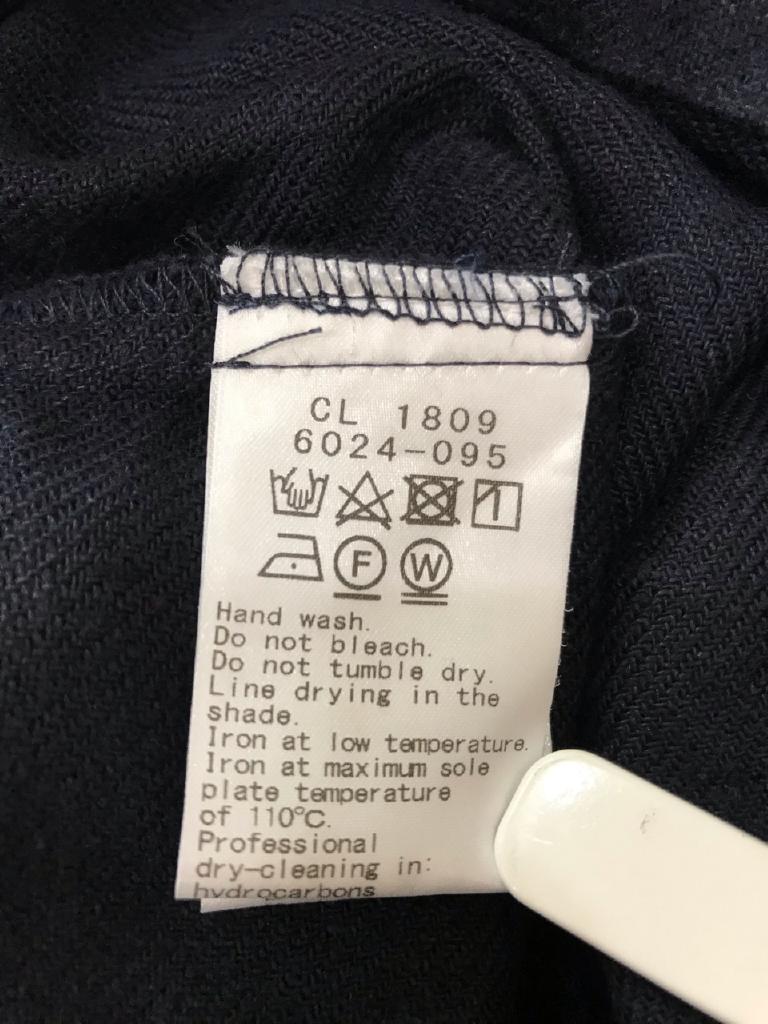 CL 1809
6024-095
F W
Hand wash.
Do not bleach.
Do not tumble dry.
Line drying in the
shade.
Iron at low temperature.
Iron at maximum sole
plate temperature
of 110℃.
Professional
dry-cleaning in:
hydrocarbons